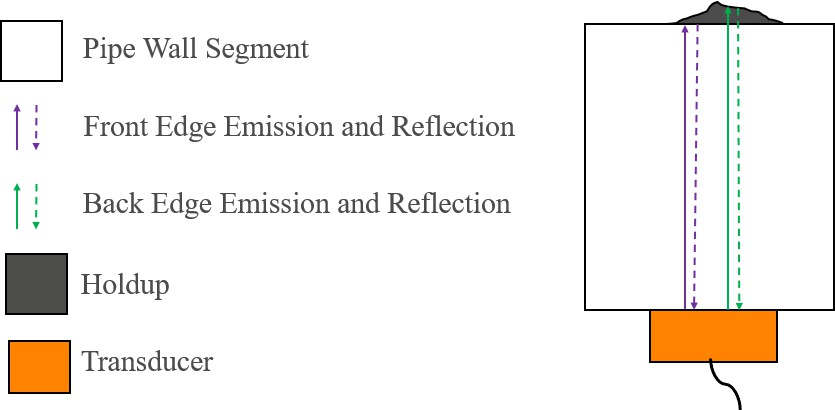 Pipe Wall Segment
Front Edge Emission and Reflection
Back Edge Emission and Reflection
Holdup
Transducer